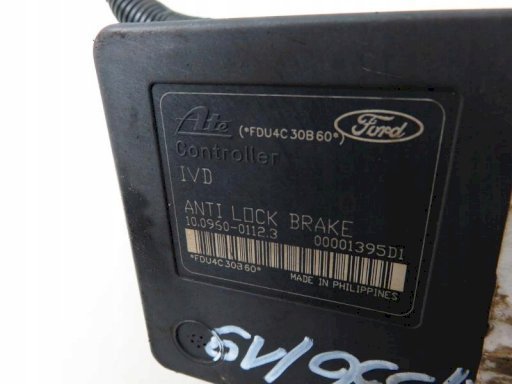 Ate (*FDU4C30B60*) Ford
Controller
IVD
ANTI LOCK BRAKE
10.0960-0112.3 00001395D1
*FDU4C30B60*
MADE IN PHILIPPINES